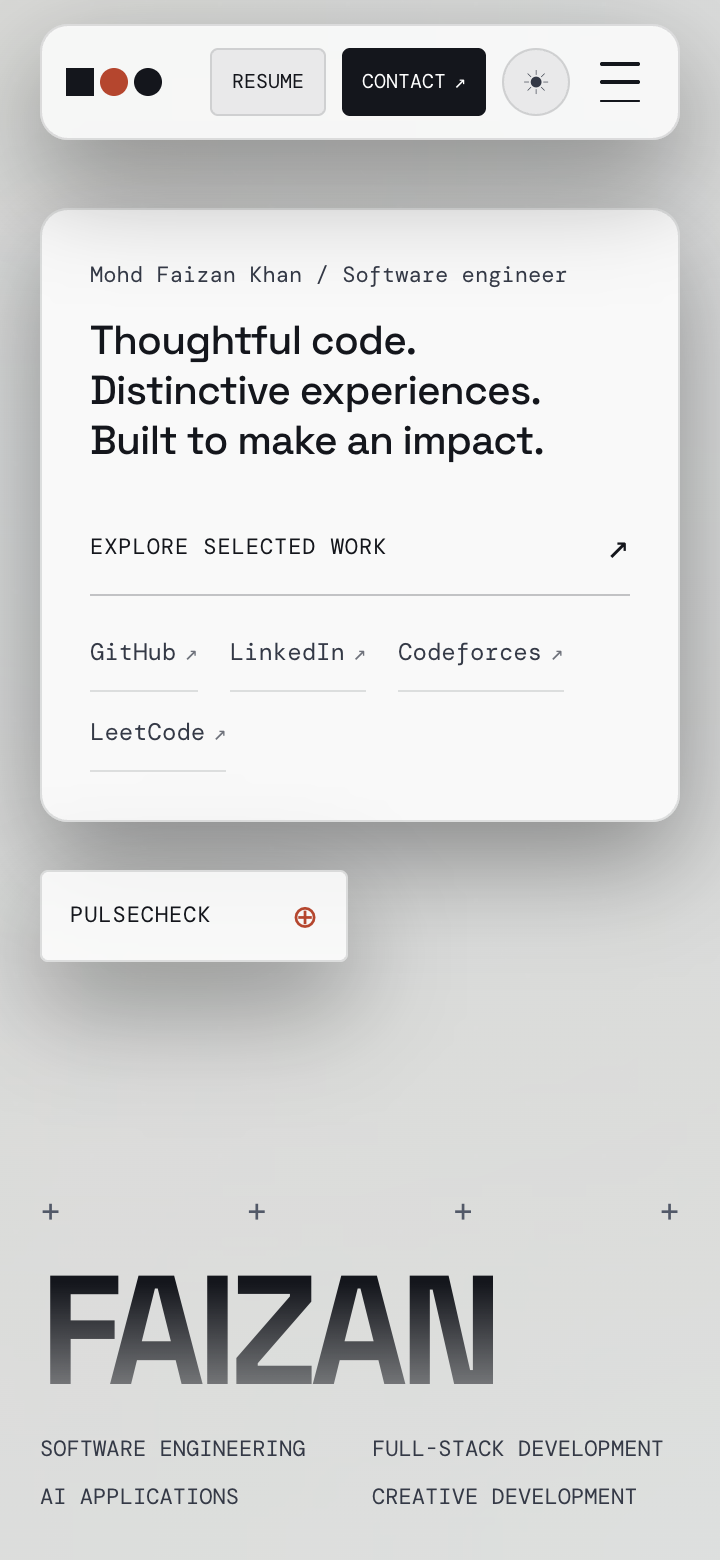 RESUME
CONTACT ↗
Mohd Faizan Khan / Software engineer
Thoughtful code.
Distinctive experiences.
Built to make an impact.
EXPLORE SELECTED WORK ↗
GitHub ↗ LinkedIn ↗ Codeforces ↗
LeetCode ↗
PULSECHECK ⊕
+ + + +
FAIZAN
SOFTWARE ENGINEERING FULL-STACK DEVELOPMENT
AI APPLICATIONS CREATIVE DEVELOPMENT